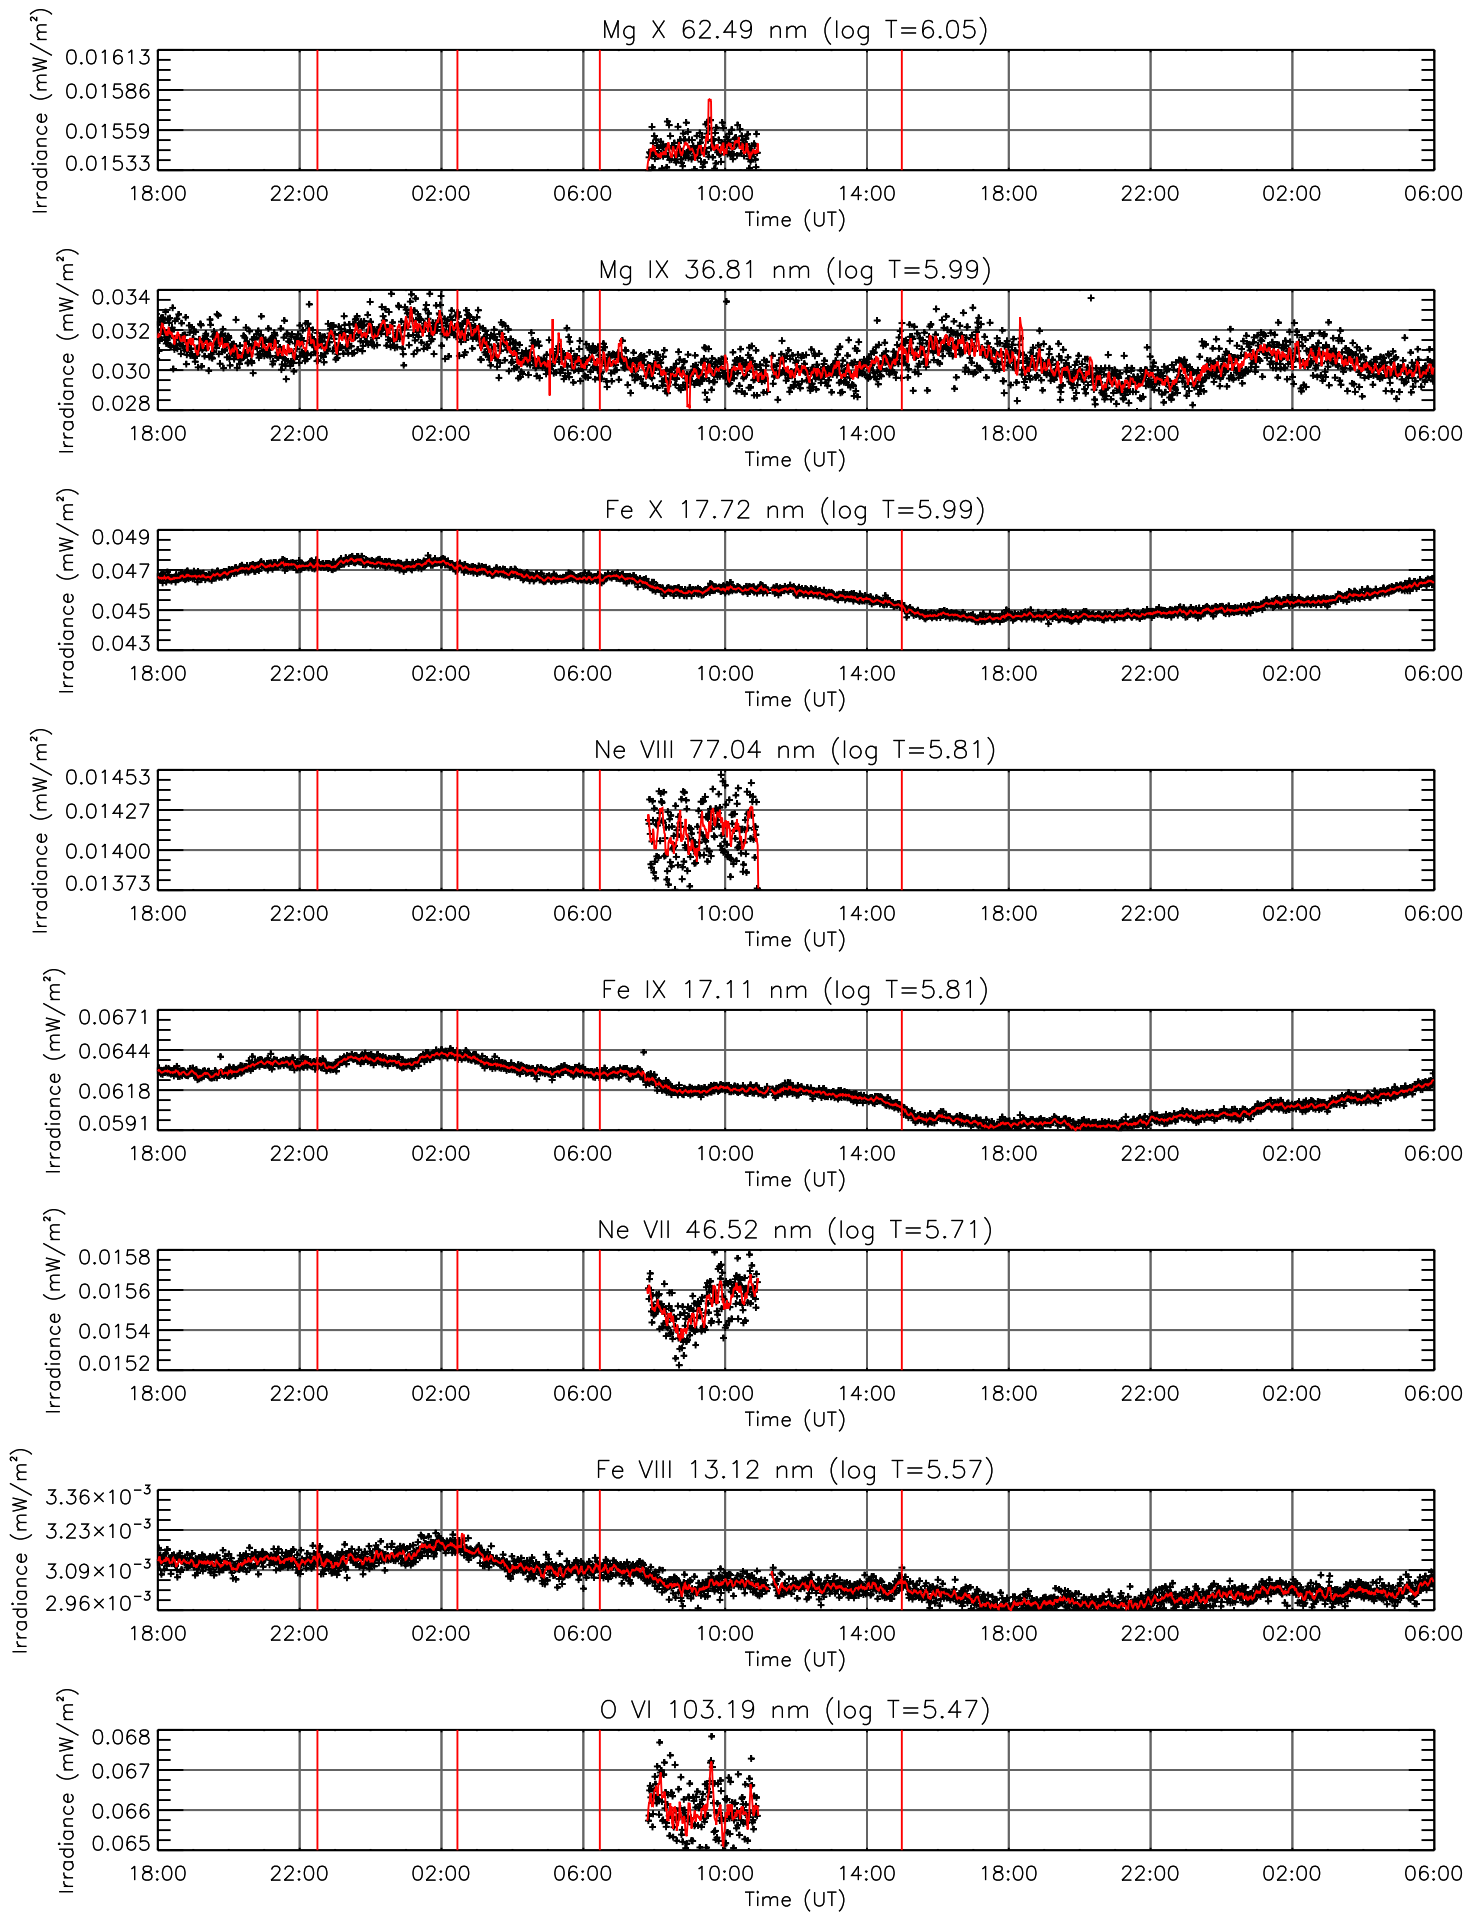 Mg X 62.49 nm (log T=6.05)
Irradiance (mW/m²)
0.01613
0.01586
0.01559
0.01533
18:00 22:00 02:00 06:00 10:00 14:00 18:00 22:00 02:00 06:00
Time (UT)
Mg IX 36.81 nm (log T=5.99)
Irradiance (mW/m²)
0.034
0.032
0.030
0.028
18:00 22:00 02:00 06:00 10:00 14:00 18:00 22:00 02:00 06:00
Time (UT)
Fe X 17.72 nm (log T=5.99)
Irradiance (mW/m²)
0.049
0.047
0.045
0.043
18:00 22:00 02:00 06:00 10:00 14:00 18:00 22:00 02:00 06:00
Time (UT)
Ne VIII 77.04 nm (log T=5.81)
Irradiance (mW/m²)
0.01453
0.01427
0.01400
0.01373
18:00 22:00 02:00 06:00 10:00 14:00 18:00 22:00 02:00 06:00
Time (UT)
Fe IX 17.11 nm (log T=5.81)
Irradiance (mW/m²)
0.0671
0.0644
0.0618
0.0591
18:00 22:00 02:00 06:00 10:00 14:00 18:00 22:00 02:00 06:00
Time (UT)
Ne VII 46.52 nm (log T=5.71)
Irradiance (mW/m²)
0.0158
0.0156
0.0154
0.0152
18:00 22:00 02:00 06:00 10:00 14:00 18:00 22:00 02:00 06:00
Time (UT)
Fe VIII 13.12 nm (log T=5.57)
Irradiance (mW/m²)
3.36×10⁻³
3.23×10⁻³
3.09×10⁻³
2.96×10⁻³
18:00 22:00 02:00 06:00 10:00 14:00 18:00 22:00 02:00 06:00
Time (UT)
O VI 103.19 nm (log T=5.47)
Irradiance (mW/m²)
0.068
0.067
0.066
0.065
18:00 22:00 02:00 06:00 10:00 14:00 18:00 22:00 02:00 06:00
Time (UT)